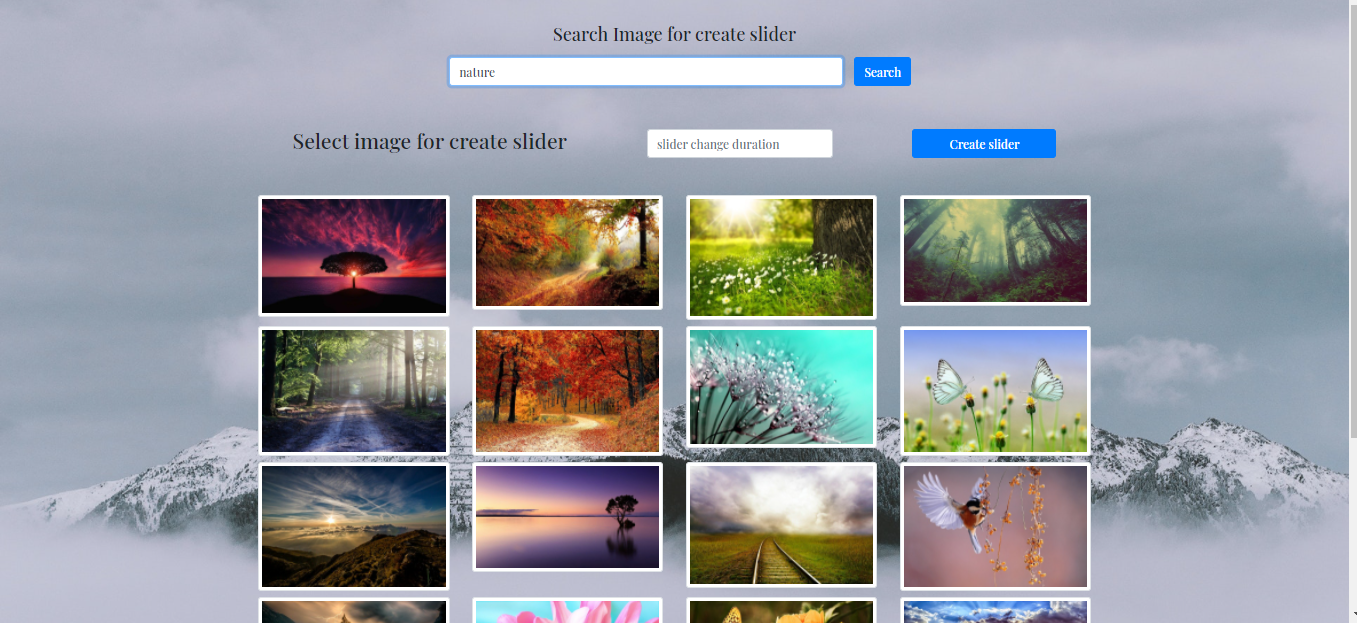 Search Image for create slider
nature
Search
Select image for create slider
slider change duration
Create slider